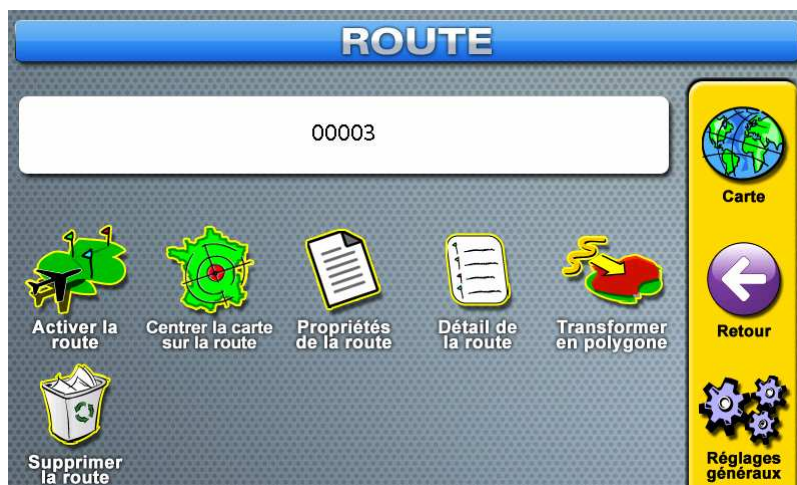 ROUTE
00003
Carte
Activer la
route
Centrer la carte
sur la route
Propriétés
de la route
Détail de
la route
Transformer
en polygone
Retour
Supprimer
la route
Réglages
généraux